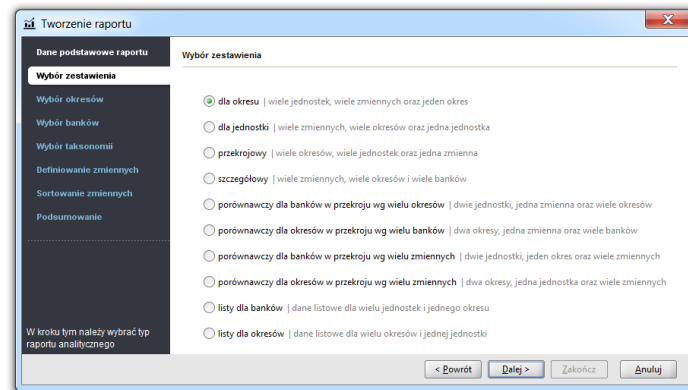 Tworzenie raportu
Dane podstawowe raportu
Wybór zestawienia
Wybór okresów
Wybór banków
Wybór taksonomii
Definiowanie zmiennych
Sortowanie zmiennych
Podsumowanie
W kroku tym należy wybrać typ
raportu analitycznego
Wybór zestawienia
dla okresu | wiele jednostek, wiele zmiennych oraz jeden okres
dla jednostki | wiele zmiennych, wiele okresów oraz jedna jednostka
przekrojowy | wiele okresów, wiele jednostek oraz jedna zmienna
szczegółowy | wiele zmiennych, wiele okresów i wiele banków
porównawczy dla banków w przekroju wg wielu okresów | dwie jednostki, jedna zmienna oraz wiele okresów
porównawczy dla okresów w przekroju wg wielu banków | dwa okresy, jedna zmienna oraz wiele banków
porównawczy dla banków w przekroju wg wielu zmiennych | dwie jednostki, jeden okres oraz wiele zmiennych
porównawczy dla okresów w przekroju wg wielu zmiennych | dwa okresy, jedna jednostka oraz wiele zmiennych
listy dla banków | dane listowe dla wielu jednostek i jednego okresu
listy dla okresów | dane listowe dla wielu okresów i jednej jednostki
< Powrót
Dalej >
Zakończ
Anuluj